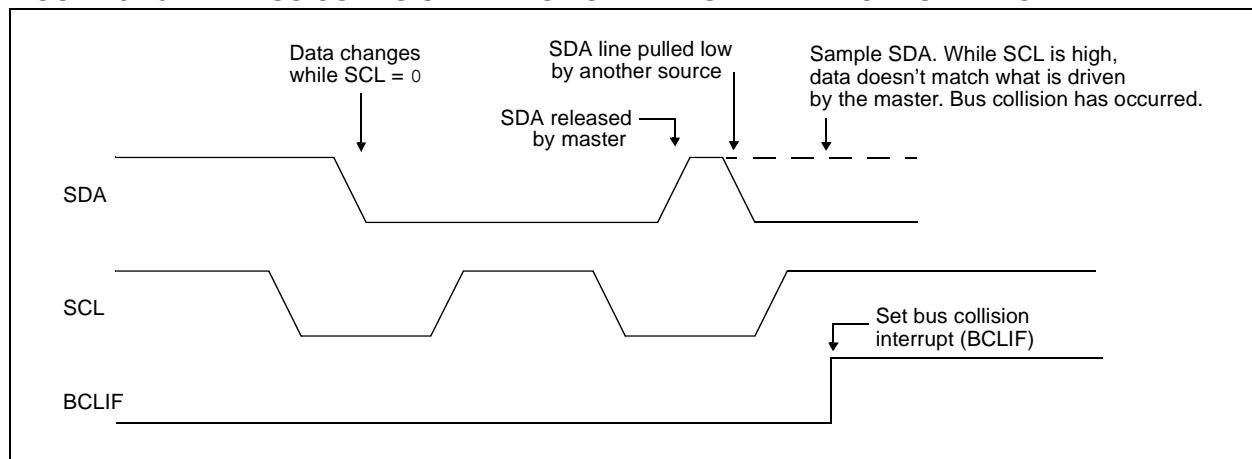 Data changes
while SCL = 0
SDA line pulled low
by another source
Sample SDA. While SCL is high,
data doesn't match what is driven
by the master. Bus collision has occurred.
SDA released
by master
SDA
SCL
Set bus collision
interrupt (BCLIF)
BCLIF